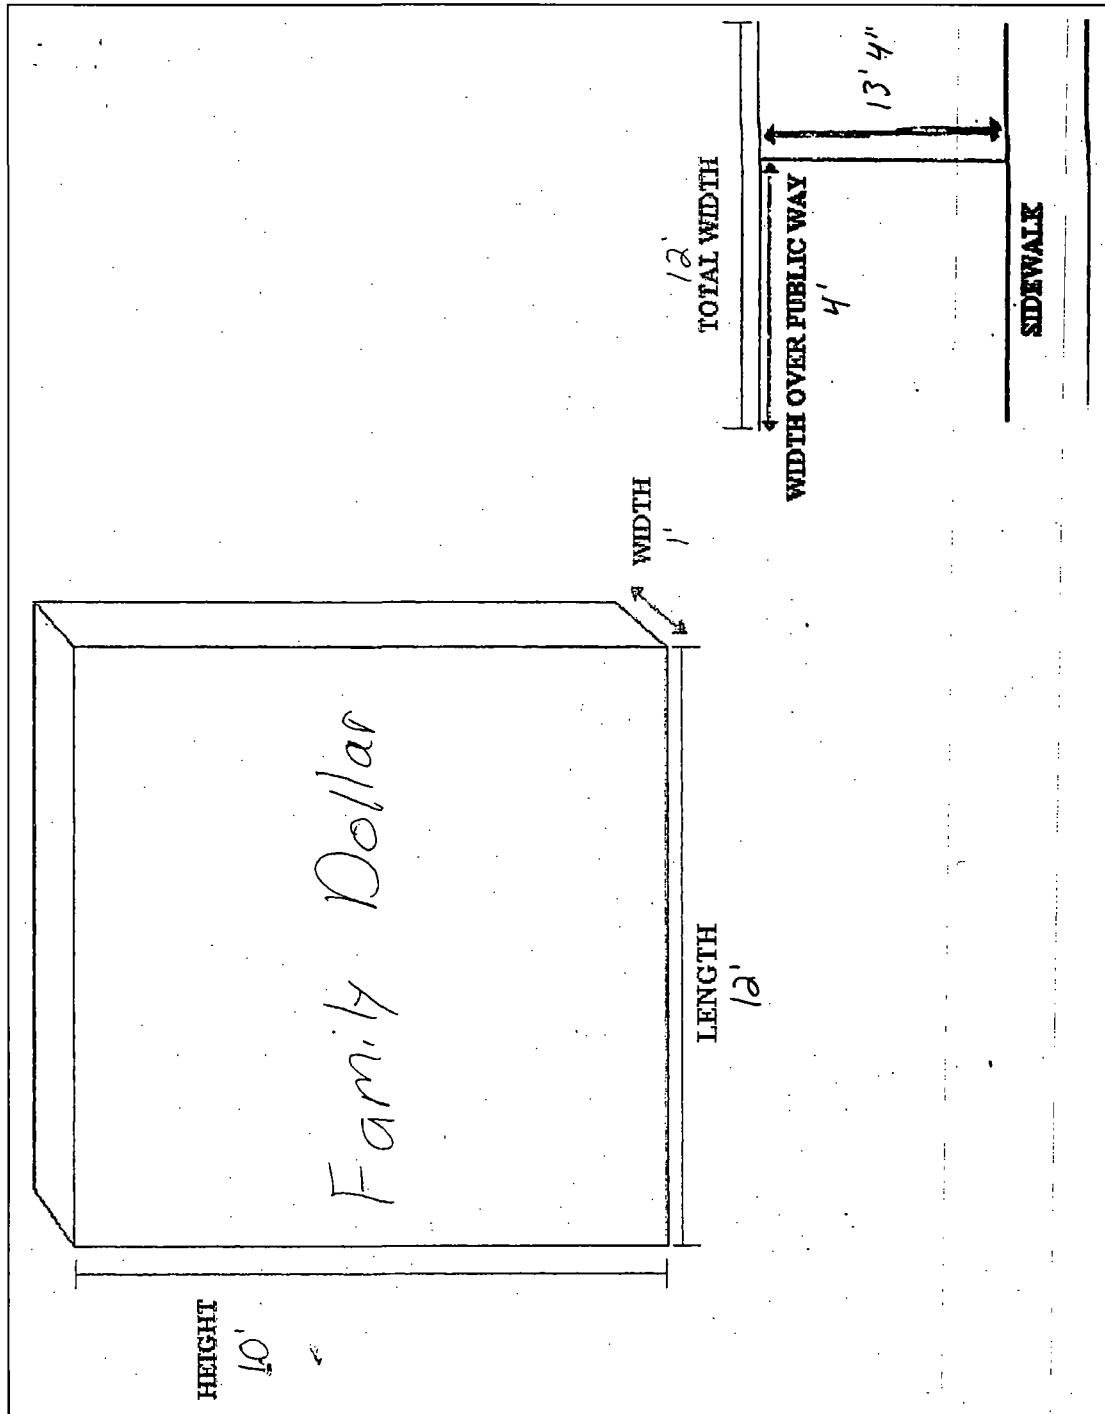 HEIGHT
10'
Family Dollar
LENGTH
12'
WIDTH
1'
12'
TOTAL WIDTH
WIDTH OVER PUBLIC WAY
4'
13' 4"
SIDEWALK